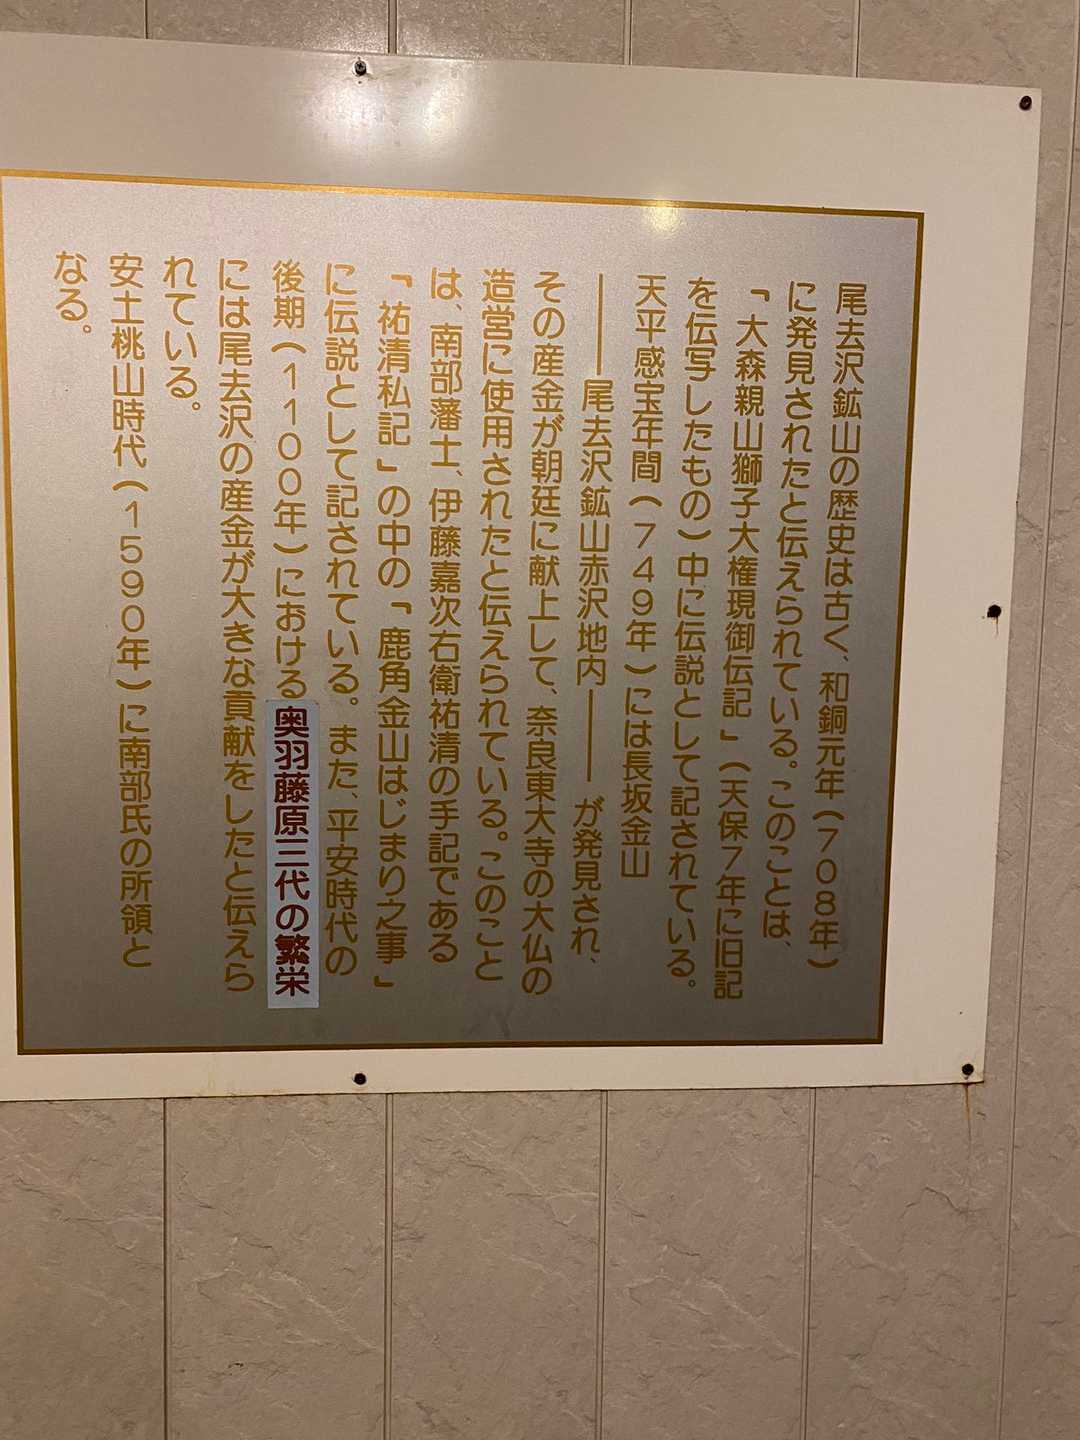 尾去沢鉱山の歴史は古く、和銅元年(708年)
に発見されたと伝えられている。このことは、
「大森親山獅子大権現御伝記」(天保7年に旧記
を伝写したもの)中に伝説として記されている。
天平感宝年間(749年)には長坂金山
――尾去沢鉱山赤沢地内――が発見され、
その産金が朝廷に献上して、奈良東大寺の大仏の
造営に使用されたと伝えられている。このこと
は、南部藩士、伊藤嘉次右衛祐清の手記である
「祐清私記」の中の「鹿角金山はじまり之事」
に伝説として記されている。また、平安時代の
後期(1100年)における奥羽藤原三代の繁栄
には尾去沢の産金が大きな貢献をしたと伝えら
れている。
安土桃山時代(1590年)に南部氏の所領と
なる。